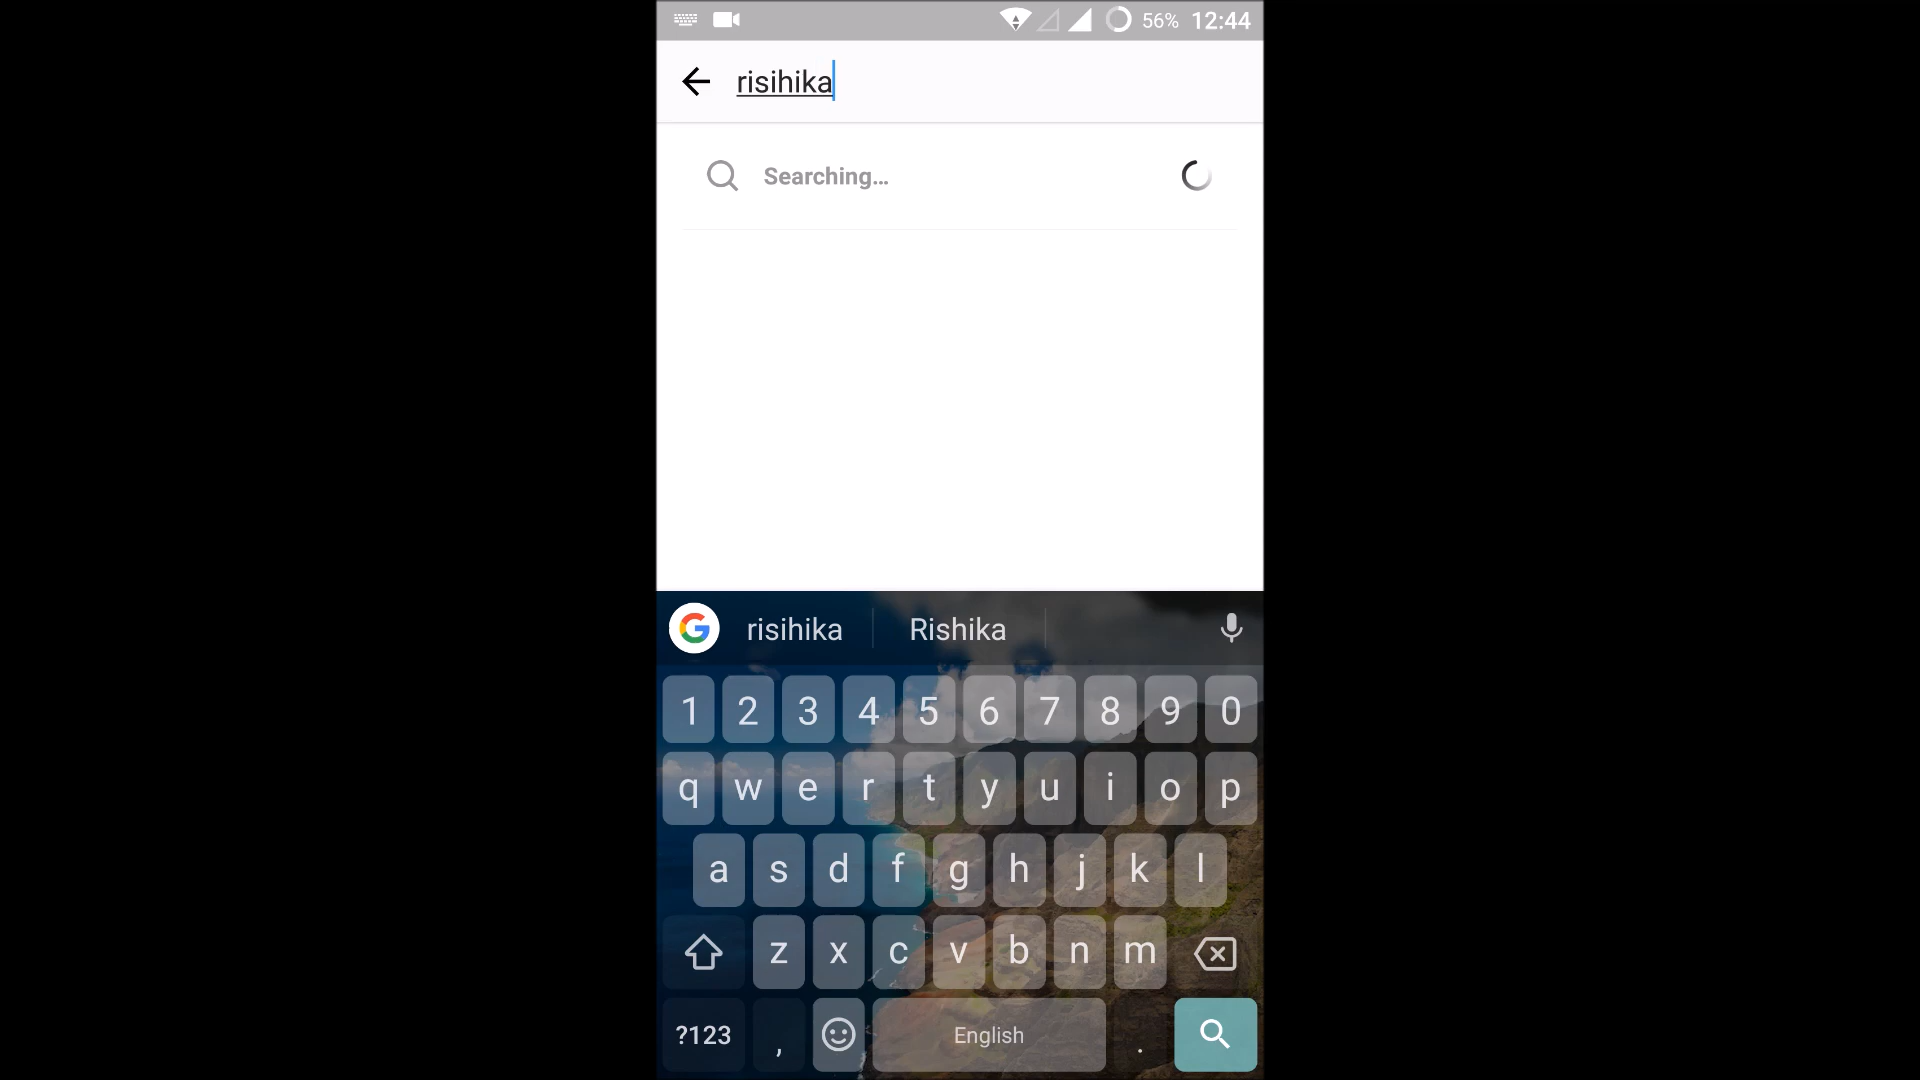 56% 12:44
risihika
Searching...
risihika Rishika
1 2 3 4 5 6 7 8 9 0
q w e r t y u i o p
a s d f g h j k l
z x c v b n m
?123 , English .